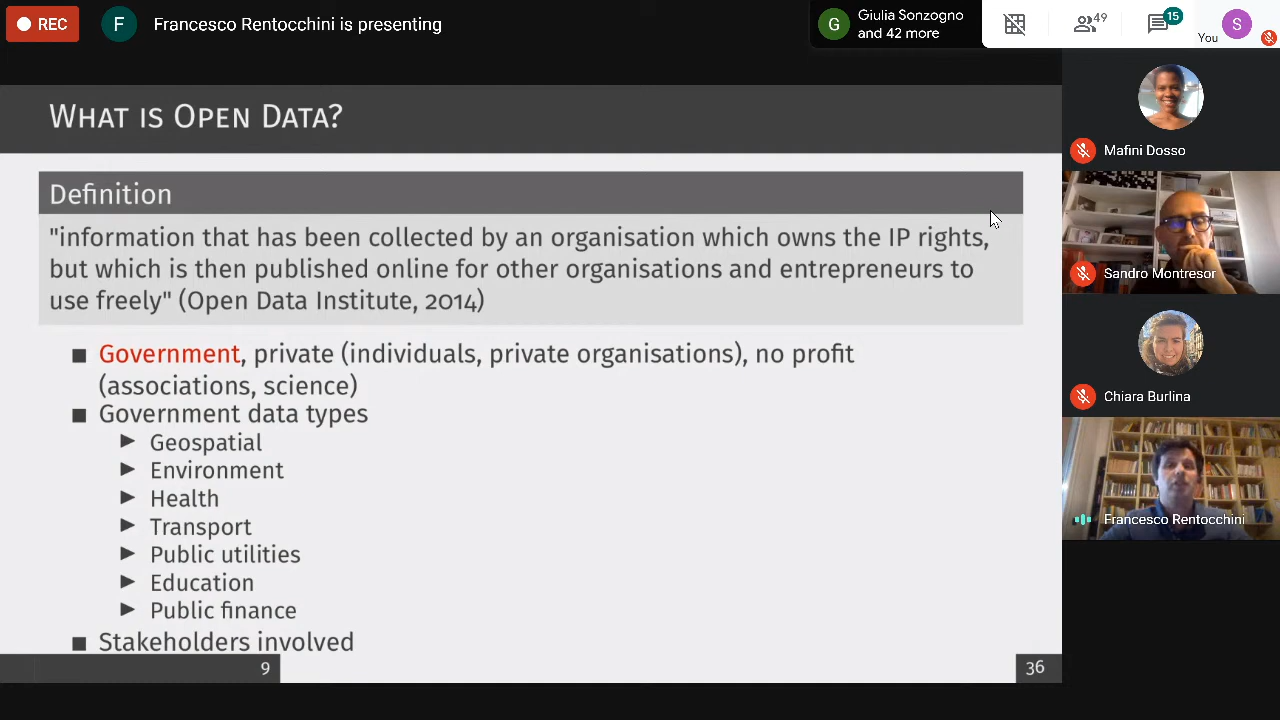 REC
F
Francesco Rentocchini is presenting
G
Giulia Sonzogno
and 42 more
49
15
You
S
WHAT IS OPEN DATA?
Definition
"information that has been collected by an organisation which owns the IP rights,
but which is then published online for other organisations and entrepreneurs to
use freely" (Open Data Institute, 2014)
Government, private (individuals, private organisations), no profit
(associations, science)
Government data types
Geospatial
Environment
Health
Transport
Public utilities
Education
Public finance
Stakeholders involved
9
36
Mafini Dosso
Sandro Montresor
Chiara Burlina
Francesco Rentocchini